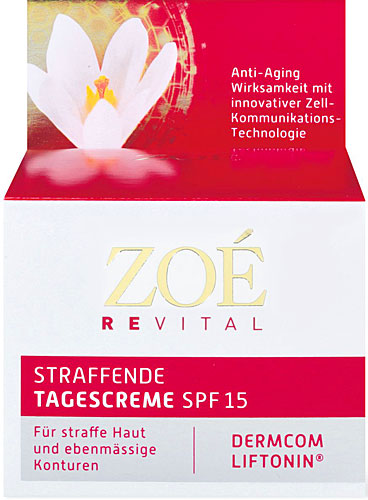 Anti-Aging
Wirksamkeit mit
innovativer Zell-
Kommunikations-
Technologie
ZOÉ
REVITAL
STRAFFENDE
TAGESCREME SPF 15
Für straffe Haut
und ebenmässige
Konturen
DERMCOM
LIFTONIN®